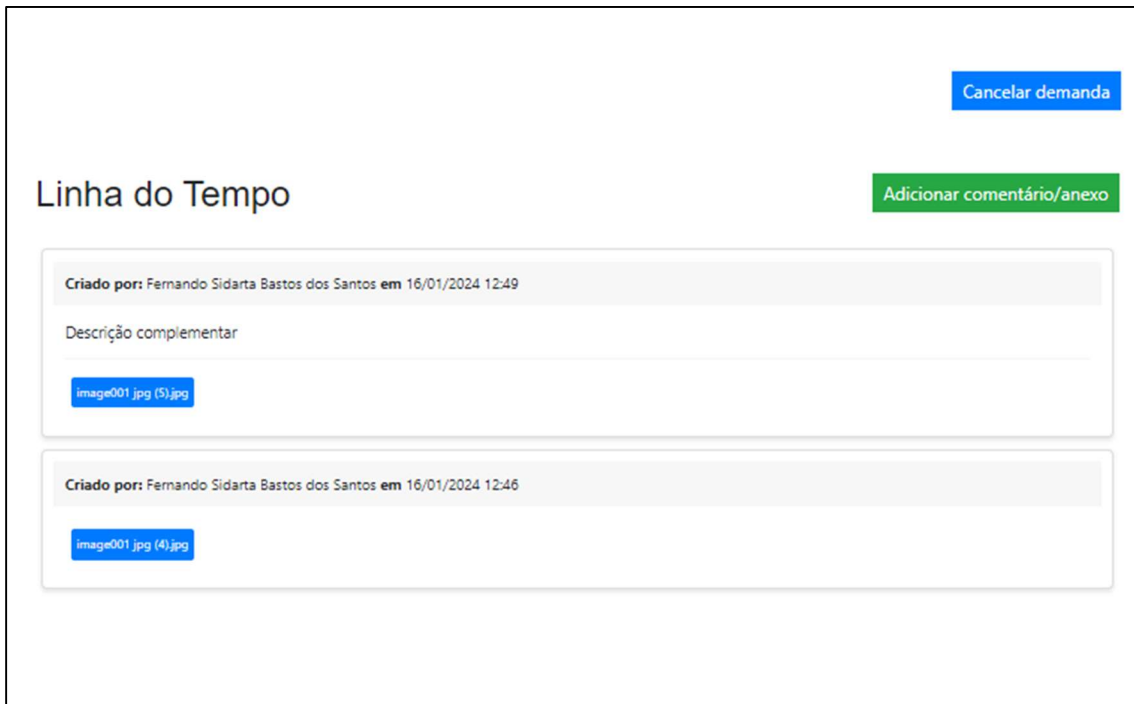 Cancelar demanda
Linha do Tempo
Adicionar comentário/anexo
Criado por: Fernando Sidarta Bastos dos Santos em 16/01/2024 12:49
Descrição complementar
image001 jpg (5).jpg
Criado por: Fernando Sidarta Bastos dos Santos em 16/01/2024 12:46
image001 jpg (4).jpg